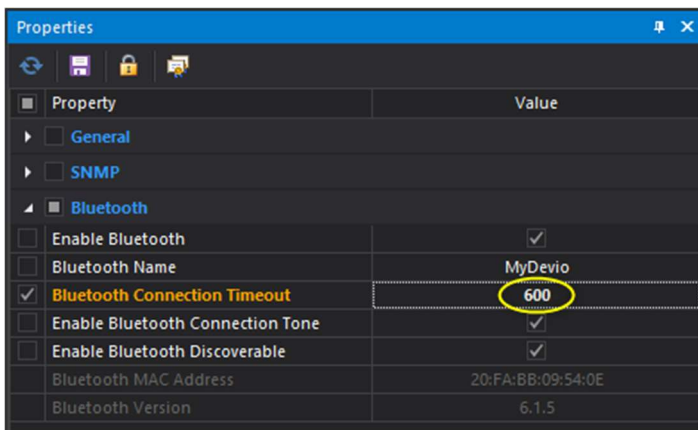 Properties
Property Value
General
SNMP
Bluetooth
Enable Bluetooth
Bluetooth Name MyDevio
Bluetooth Connection Timeout 600
Enable Bluetooth Connection Tone
Enable Bluetooth Discoverable
Bluetooth MAC Address 20:FA:BB:09:54:0E
Bluetooth Version 6.1.5